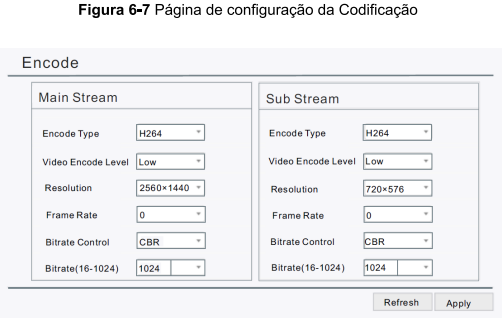 Figura 6-7 Página de configuração da Codificação
Encode
Main Stream
Encode Type H264
Video Encode Level Low
Resolution 2560×1440
Frame Rate 0
Bitrate Control CBR
Bitrate(16-1024) 1024
Sub Stream
Encode Type H264
Video Encode Level Low
Resolution 720×576
Frame Rate 0
Bitrate Control CBR
Bitrate(16-1024) 1024
Refresh Apply